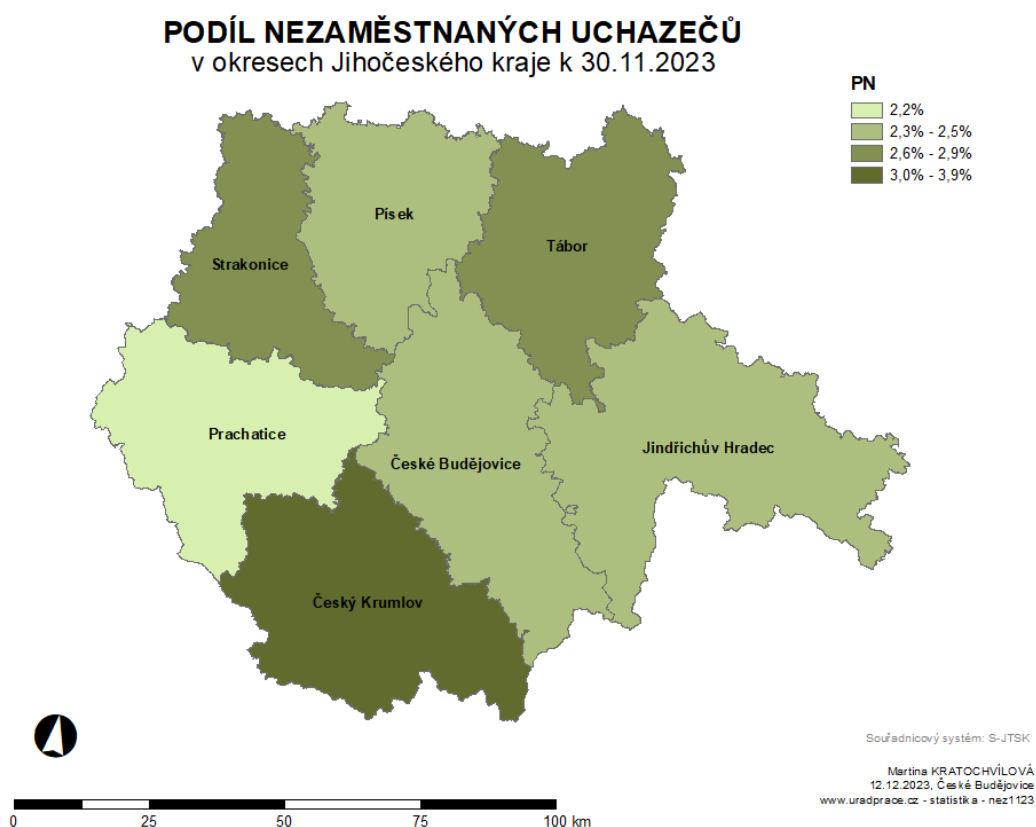 PODÍL NEZAMĚSTNANÝCH UCHAZEČŮ
v okresech Jihočeského kraje k 30.11.2023
PN
2,2%
2,3% - 2,5%
2,6% - 2,9%
3,0% - 3,9%
Písek
Tábor
Strakonice
Prachatice
Jindřichův Hradec
České Budějovice
Český Krumlov
Souřadnicový systém: S-JTSK
Martina KRATOCHVÍLOVÁ
12.12.2023, České Budějovice
www.uradprace.cz - statistika - nez1123
0 25 50 75 100 km